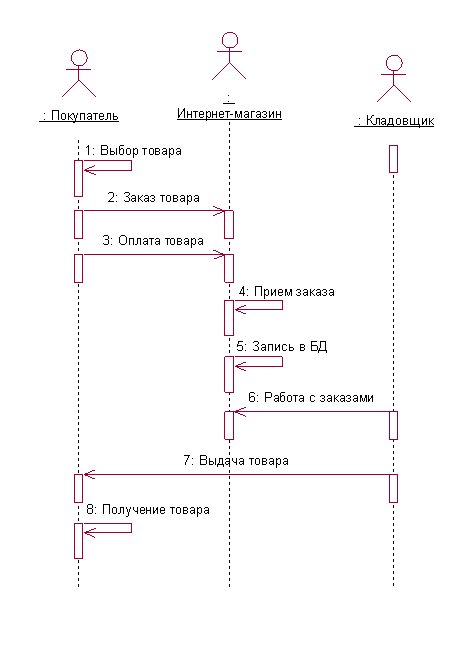 : Покупатель
:
Интернет-магазин
: Кладовщик
1: Выбор товара
2: Заказ товара
3: Оплата товара
4: Прием заказа
5: Запись в БД
6: Работа с заказами
7: Выдача товара
8: Получение товара